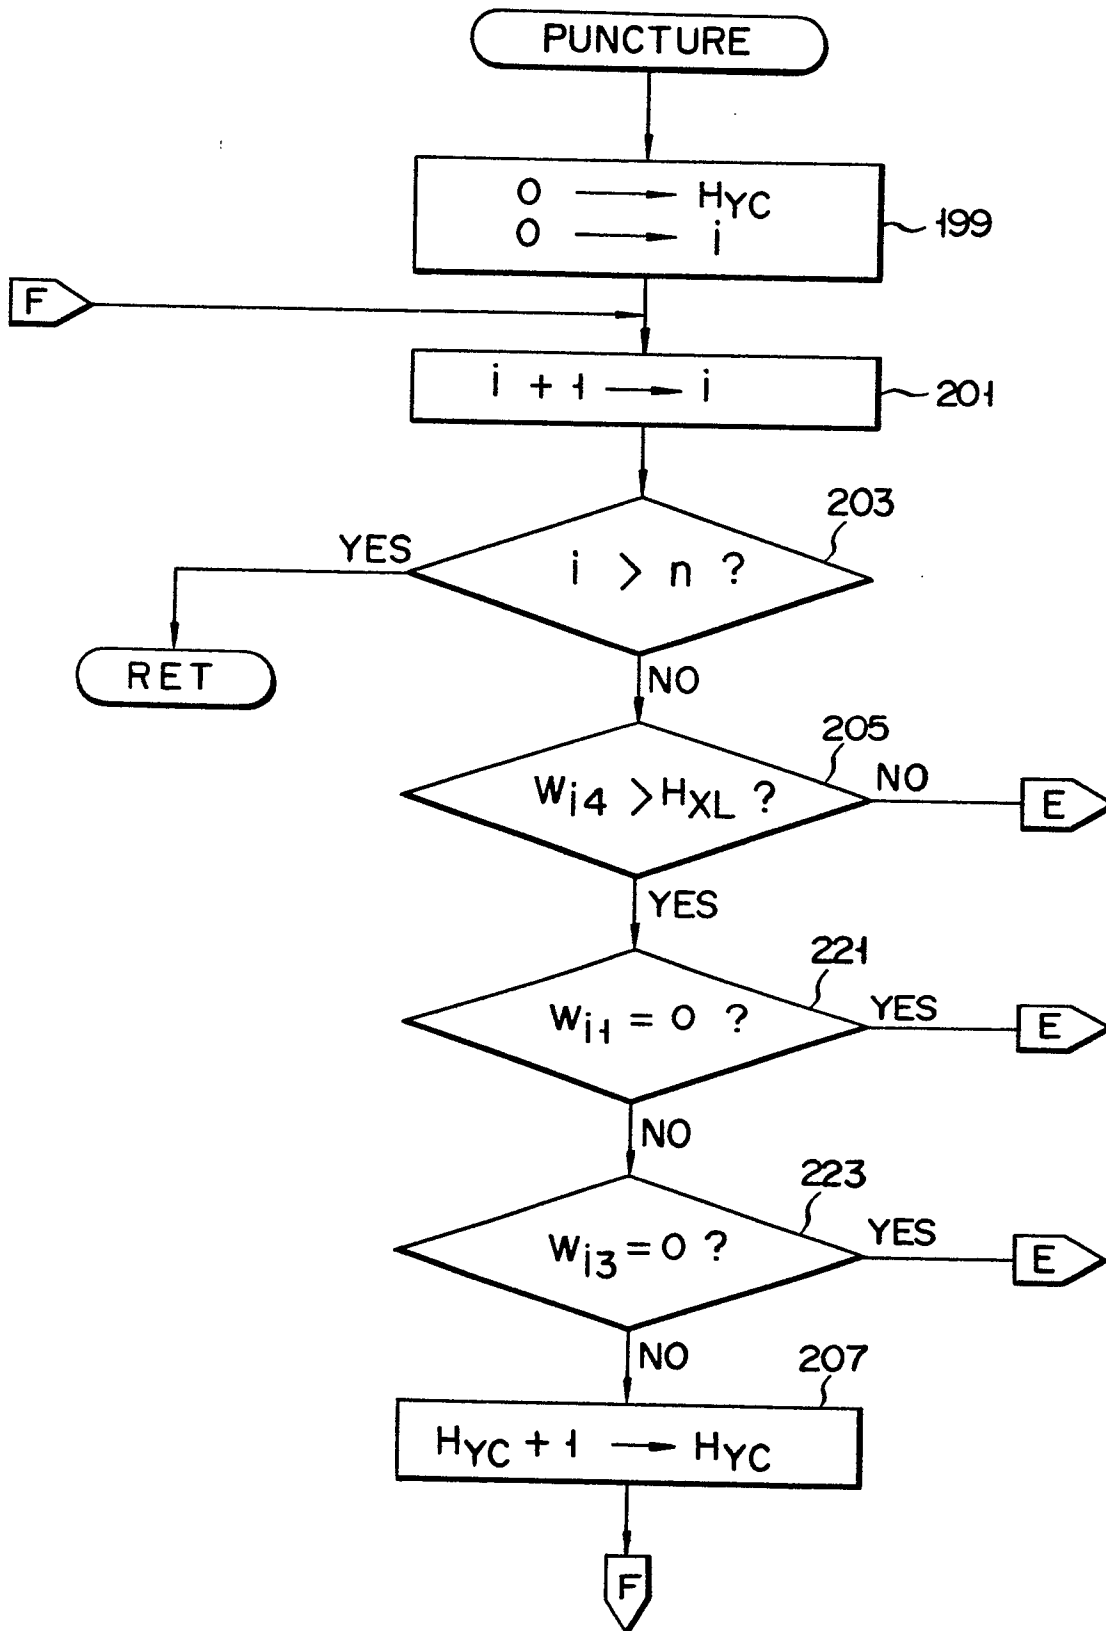 PUNCTURE
0 → HYC
0 → i
199
F
i + 1 → i
201
203
YES
i > n ?
RET
NO
205
Wi4 > HXL ?
NO
E
YES
221
Wi1 = 0 ?
YES
E
NO
223
Wi3 = 0 ?
YES
E
NO
207
HYC + 1 → HYC
F